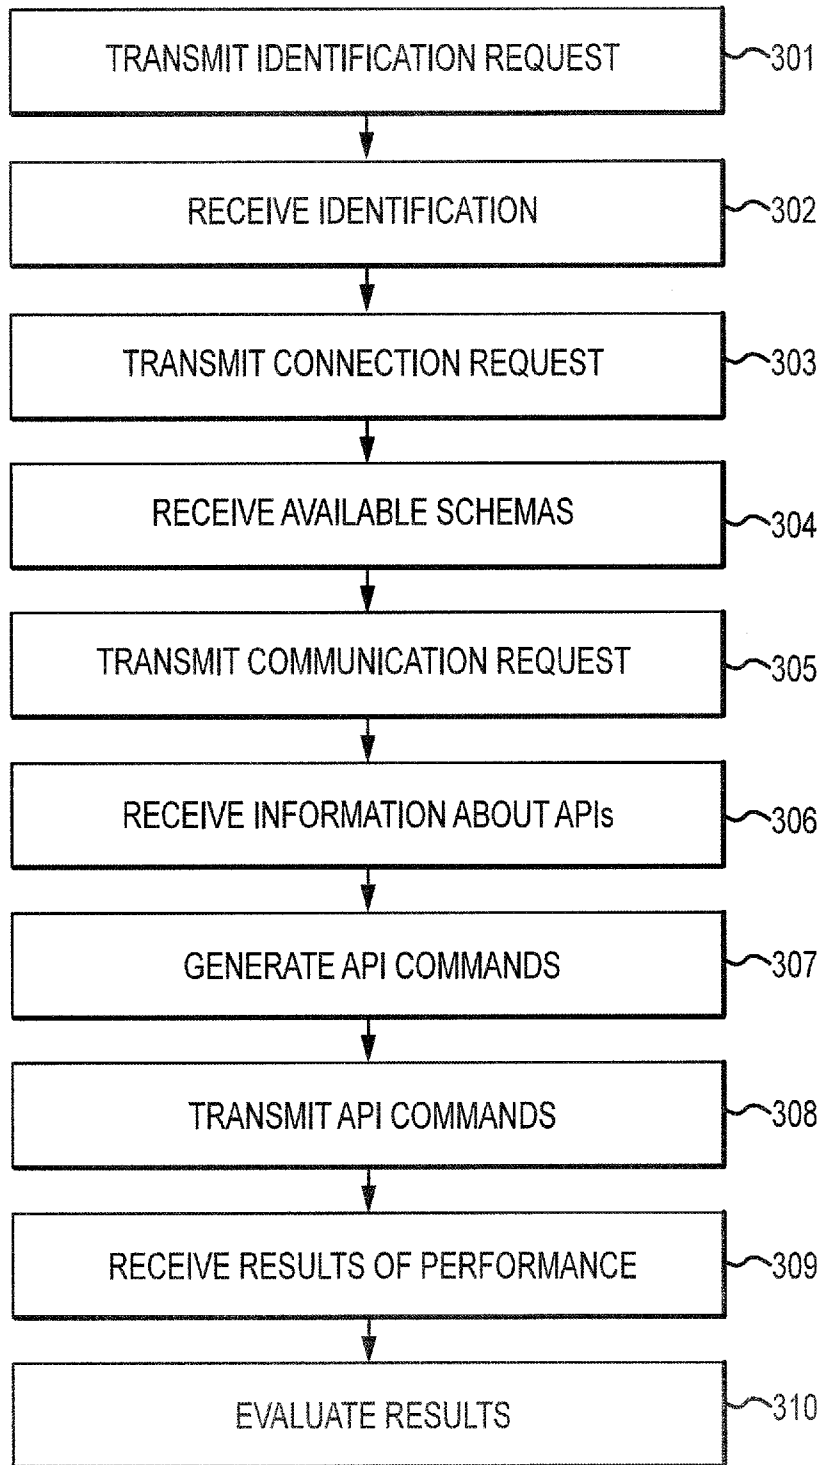 TRANSMIT IDENTIFICATION REQUEST 301
RECEIVE IDENTIFICATION 302
TRANSMIT CONNECTION REQUEST 303
RECEIVE AVAILABLE SCHEMAS 304
TRANSMIT COMMUNICATION REQUEST 305
RECEIVE INFORMATION ABOUT APIs 306
GENERATE API COMMANDS 307
TRANSMIT API COMMANDS 308
RECEIVE RESULTS OF PERFORMANCE 309
EVALUATE RESULTS 310